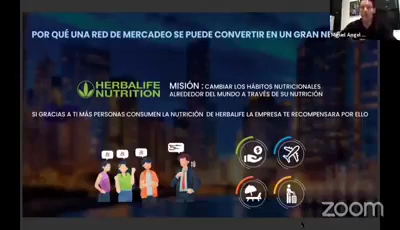 POR QUÉ UNA RED DE MERCADEO SE PUEDE CONVERTIR EN UN GRAN
HERBALIFE
NUTRITION
MISIÓN : CAMBIAR LOS HÁBITOS NUTRICIONALES
ALREDEDOR DEL MUNDO A TRAVÉS DE SU NUTRICIÓN
SI GRACIAS A TI MÁS PERSONAS CONSUMEN LA NUTRICIÓN DE HERBALIFE LA EMPRESA TE RECOMPENSARA POR ELLO
zoom